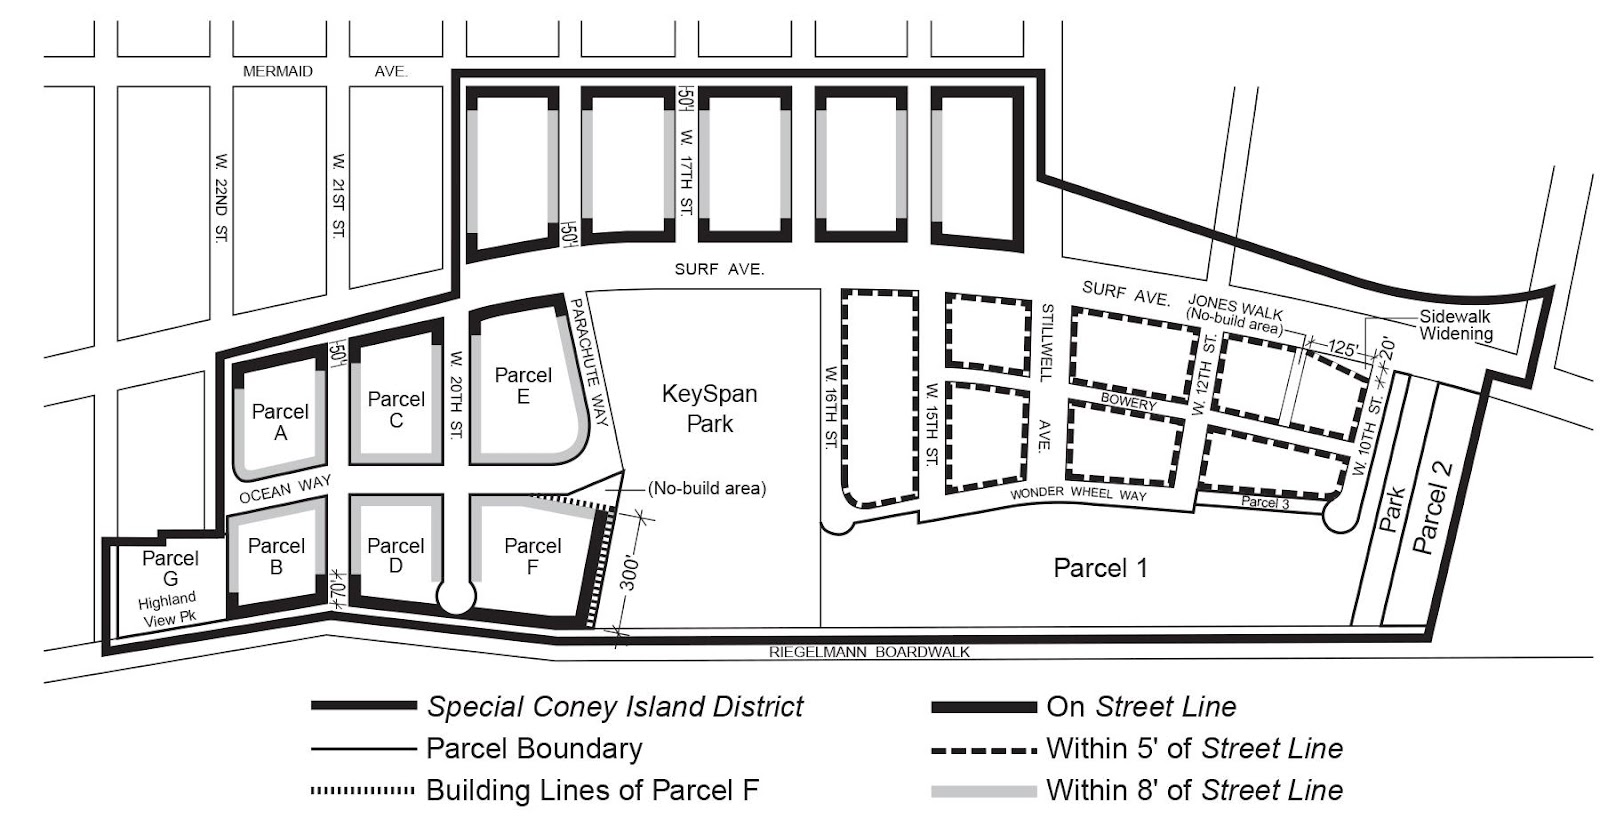 MERMAID AVE.
50'
W. 22ND ST.
W. 21ST ST.
W. 17TH ST.
50'
SURF AVE.
SURF AVE.
JONES WALK
(No-build area)
Sidewalk
Widening
125'
20'
50'
PARACHUTE WAY
STILLWELL AVE.
W. 12TH ST.
Parcel
E
Parcel
C
Parcel
A
W. 20TH ST.
KeySpan
Park
W. 16TH ST.
W. 15TH ST.
BOWERY
W. 10TH ST.
OCEAN WAY
(No-build area)
WONDER WHEEL WAY
Parcel 3
Park
Parcel 2
Parcel
G
Highland
View Pk
Parcel
B
70'
Parcel
D
Parcel
F
300'
Parcel 1
RIEGELMANN BOARDWALK
Special Coney Island District
Parcel Boundary
Building Lines of Parcel F
On Street Line
Within 5' of Street Line
Within 8' of Street Line